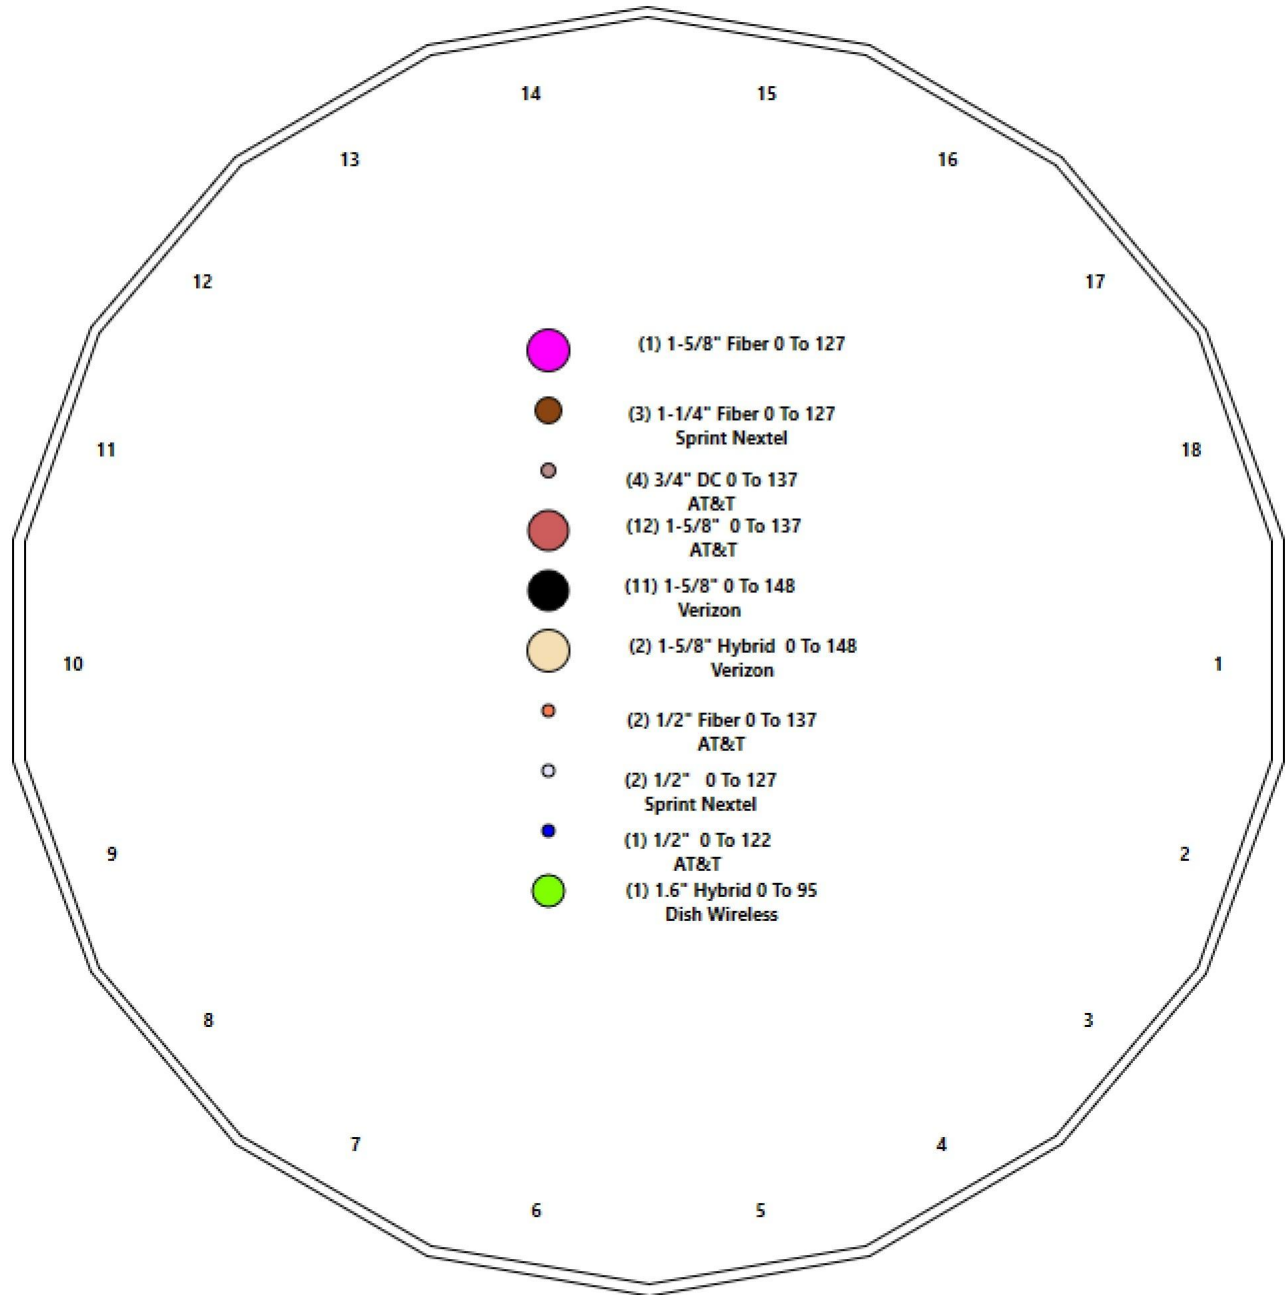 14
15
13
16
12
17
(1) 1-5/8" Fiber 0 To 127
(3) 1-1/4" Fiber 0 To 127
Sprint Nextel
11
18
(4) 3/4" DC 0 To 137
AT&T
(12) 1-5/8"  0 To 137
AT&T
(11) 1-5/8" 0 To 148
Verizon
(2) 1-5/8" Hybrid  0 To 148
Verizon
10
1
(2) 1/2" Fiber 0 To 137
AT&T
(2) 1/2"   0 To 127
Sprint Nextel
(1) 1/2"  0 To 122
AT&T
9
2
(1) 1.6" Hybrid 0 To 95
Dish Wireless
8
3
7
4
6
5